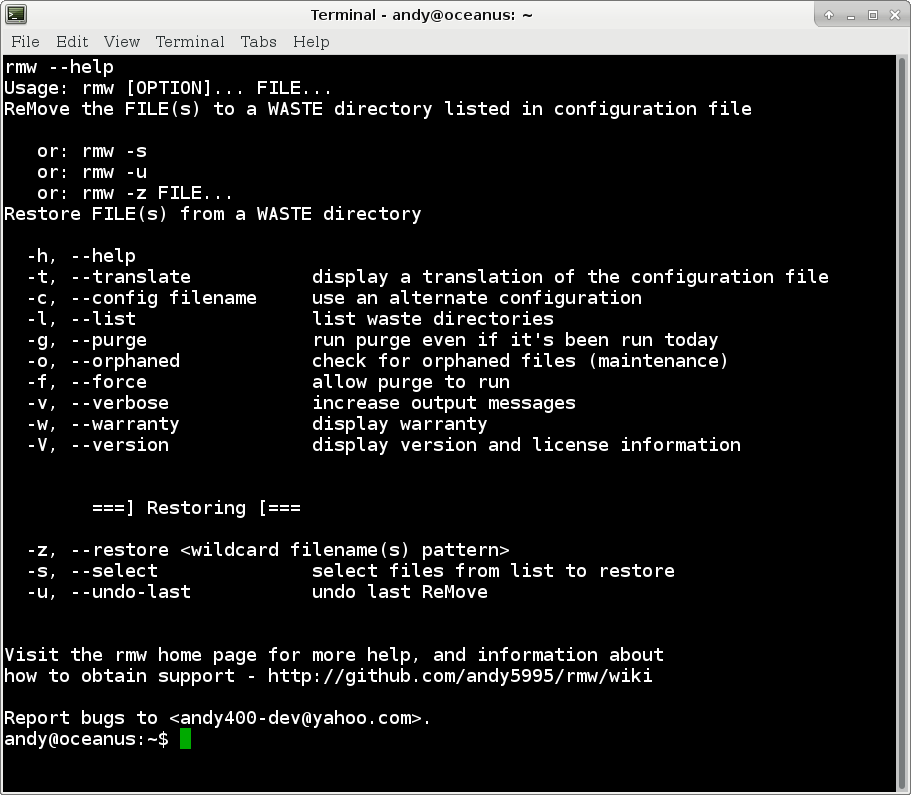 Terminal - andy@oceanus: ~
File Edit View Terminal Tabs Help
rmw --help
Usage: rmw [OPTION]... FILE...
ReMove the FILE(s) to a WASTE directory listed in configuration file
   or: rmw -s
   or: rmw -u
   or: rmw -z FILE...
Restore FILE(s) from a WASTE directory
  -h, --help
  -t, --translate           display a translation of the configuration file
  -c, --config filename     use an alternate configuration
  -l, --list                list waste directories
  -g, --purge               run purge even if it's been run today
  -o, --orphaned            check for orphaned files (maintenance)
  -f, --force               allow purge to run
  -v, --verbose             increase output messages
  -w, --warranty            display warranty
  -V, --version             display version and license information
        ===] Restoring [===
  -z, --restore <wildcard filename(s) pattern>
  -s, --select              select files from list to restore
  -u, --undo-last           undo last ReMove
Visit the rmw home page for more help, and information about
how to obtain support - http://github.com/andy5995/rmw/wiki
Report bugs to <andy400-dev@yahoo.com>.
andy@oceanus:~$